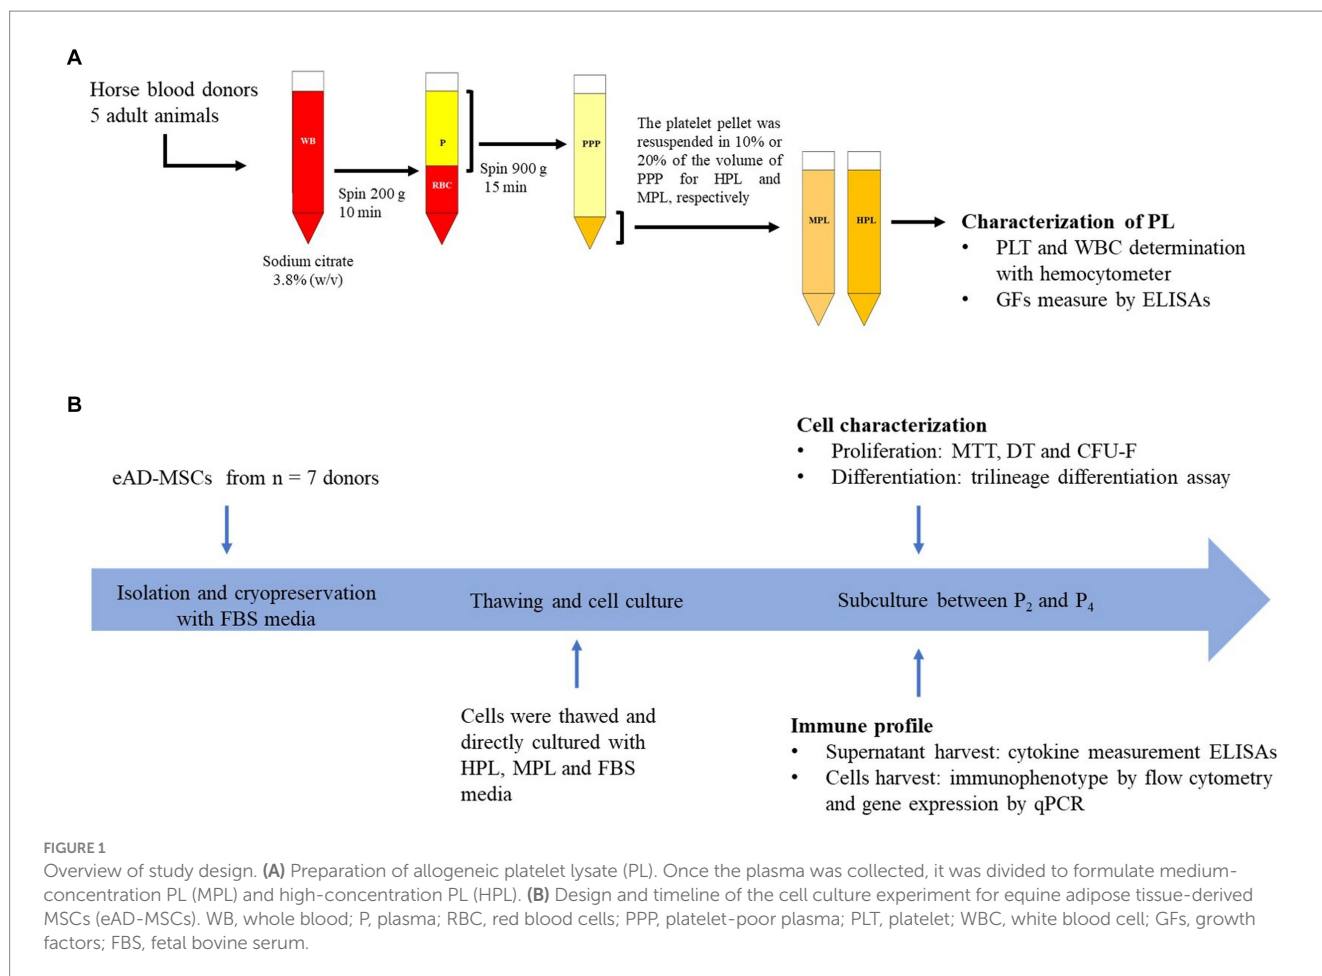 A
Horse blood donors
5 adult animals
WB
Sodium citrate
3.8% (w/v)
Spin 200 g
10 min
P
RBC
Spin 900 g
15 min
PPP
The platelet pellet was
resuspended in 10% or
20% of the volume of
PPP for HPL and
MPL, respectively
MPL
HPL
Characterization of PL
• PLT and WBC determination
with hemocytometer
• GFs measure by ELISAs
B
eAD-MSCs from n = 7 donors
Isolation and cryopreservation
with FBS media
Thawing and cell culture
Cells were thawed and
directly cultured with
HPL, MPL and FBS
media
Cell characterization
• Proliferation: MTT, DT and CFU-F
• Differentiation: trilineage differentiation assay
Subculture between P₂ and P₄
Immune profile
• Supernatant harvest: cytokine measurement ELISAs
• Cells harvest: immunophenotype by flow cytometry
and gene expression by qPCR
FIGURE 1
Overview of study design. (A) Preparation of allogeneic platelet lysate (PL). Once the plasma was collected, it was divided to formulate medium-
concentration PL (MPL) and high-concentration PL (HPL). (B) Design and timeline of the cell culture experiment for equine adipose tissue-derived
MSCs (eAD-MSCs). WB, whole blood; P, plasma; RBC, red blood cells; PPP, platelet-poor plasma; PLT, platelet; WBC, white blood cell; GFs, growth
factors; FBS, fetal bovine serum.